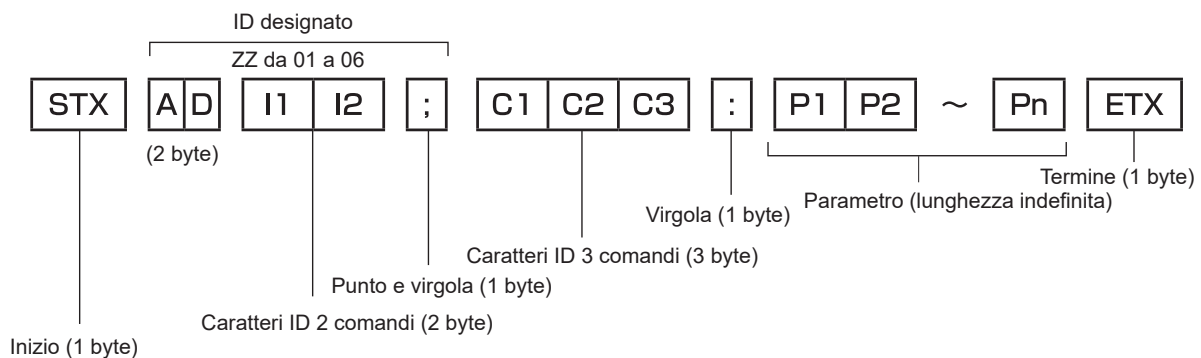 ID designato
ZZ da 01 a 06
STX A D I1 I2 ; C1 C2 C3 : P1 P2 ~ Pn ETX
(2 byte)
Termine (1 byte)
Parametro (lunghezza indefinita)
Virgola (1 byte)
Caratteri ID 3 comandi (3 byte)
Punto e virgola (1 byte)
Caratteri ID 2 comandi (2 byte)
Inizio (1 byte)